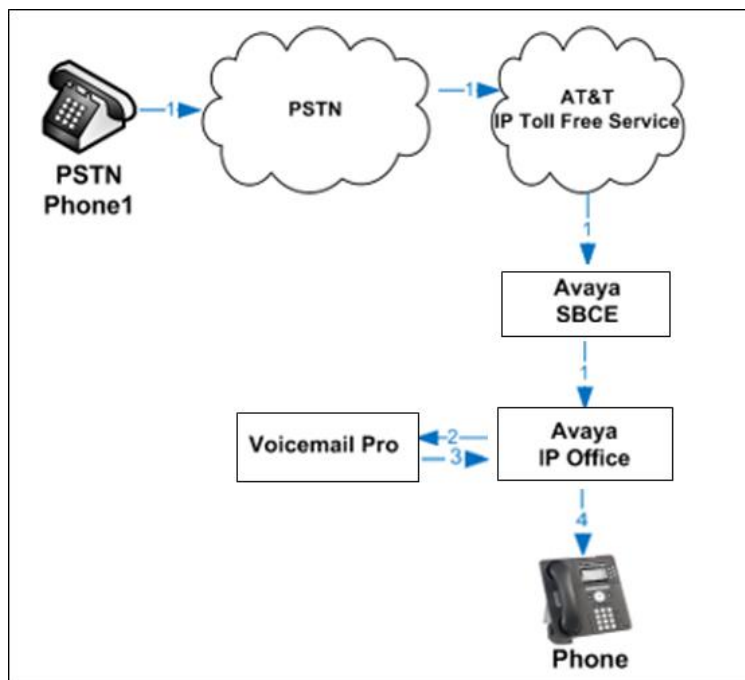 PSTN
Phone1
1
PSTN
1
AT&T
IP Toll Free Service
1
Avaya
SBCE
1
Voicemail Pro
2
3
Avaya
IP Office
4
Phone